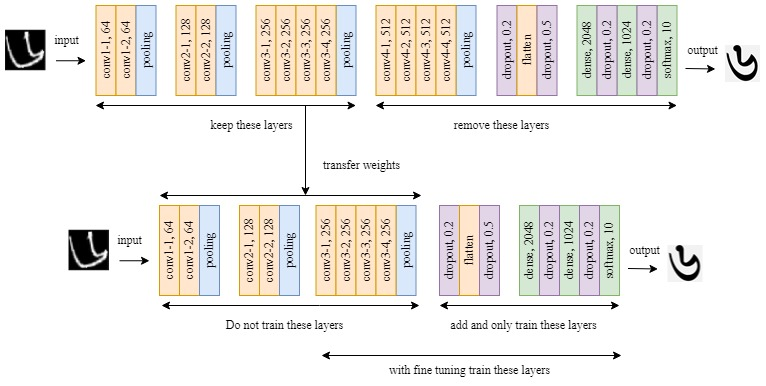 input
conv1-1, 64
conv1-2, 64
pooling
conv2-1, 128
conv2-2, 128
pooling
conv3-1, 256
conv3-2, 256
conv3-3, 256
conv3-4, 256
pooling
conv4-1, 512
conv4-2, 512
conv4-3, 512
conv4-4, 512
pooling
dropout, 0.2
flatten
dropout, 0.5
dense, 2048
dropout, 0.2
dense, 1024
dropout, 0.2
softmax, 10
output
keep these layers
remove these layers
transfer weights
input
conv1-1, 64
conv1-2, 64
pooling
conv2-1, 128
conv2-2, 128
pooling
conv3-1, 256
conv3-2, 256
conv3-3, 256
conv3-4, 256
pooling
dropout, 0.2
flatten
dropout, 0.5
dense, 2048
dropout, 0.2
dense, 1024
dropout, 0.2
softmax, 10
output
Do not train these layers
add and only train these layers
with fine tuning train these layers